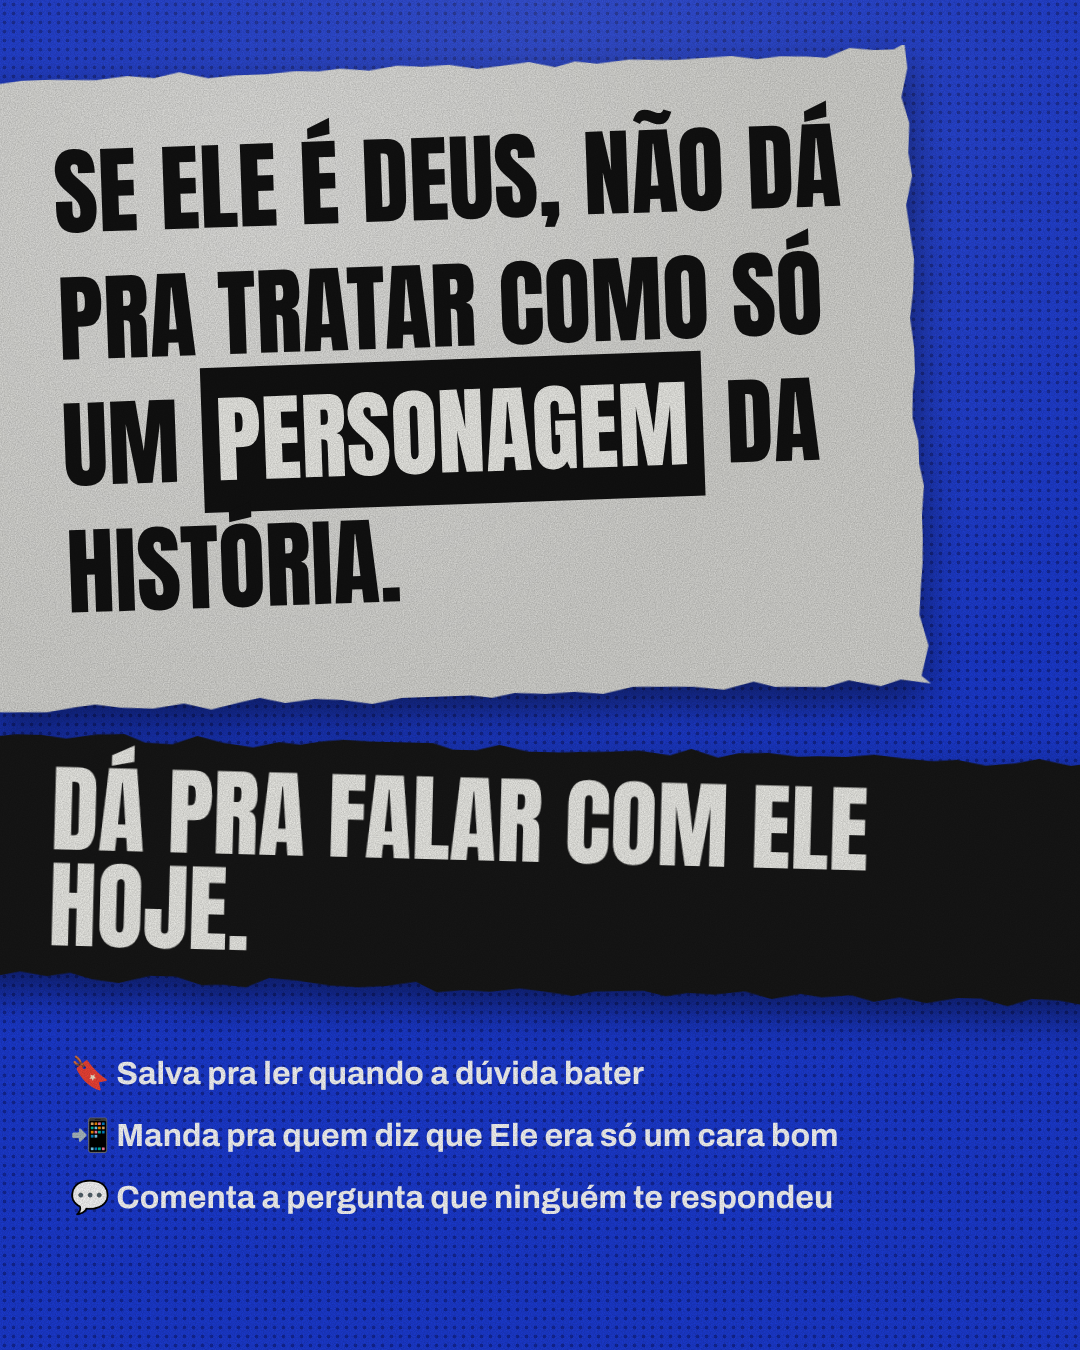 SE ELE É DEUS, NÃO DÁ
PRA TRATAR COMO SÓ
UM PERSONAGEM DA
HISTÓRIA.
DÁ PRA FALAR COM ELE
HOJE.
🔖 Salva pra ler quando a dúvida bater
📲 Manda pra quem diz que Ele era só um cara bom
💬 Comenta a pergunta que ninguém te respondeu